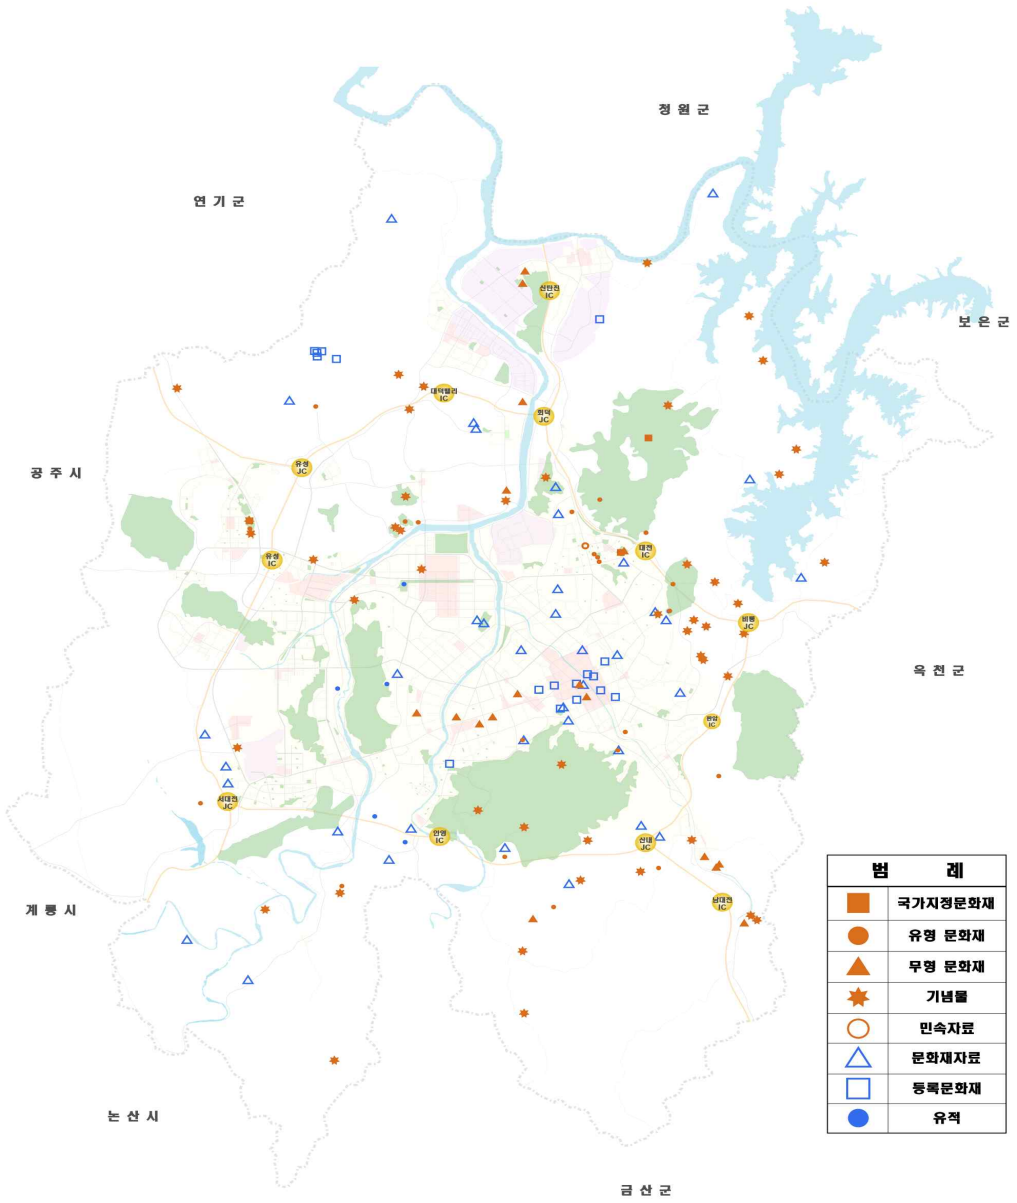 청원군
연기군
신탄진
IC
보은군
대덕밸리
IC
회덕
JC
공주시
유성
JC
유성
IC
대전
IC
비룡
JC
옥천군
판암
IC
서대전
JC
안영
IC
산내
JC
남대전
IC
계룡시
논산시
금산군
범 례
국가지정문화재
유형 문화재
무형 문화재
기념물
민속자료
문화재자료
등록문화재
유적